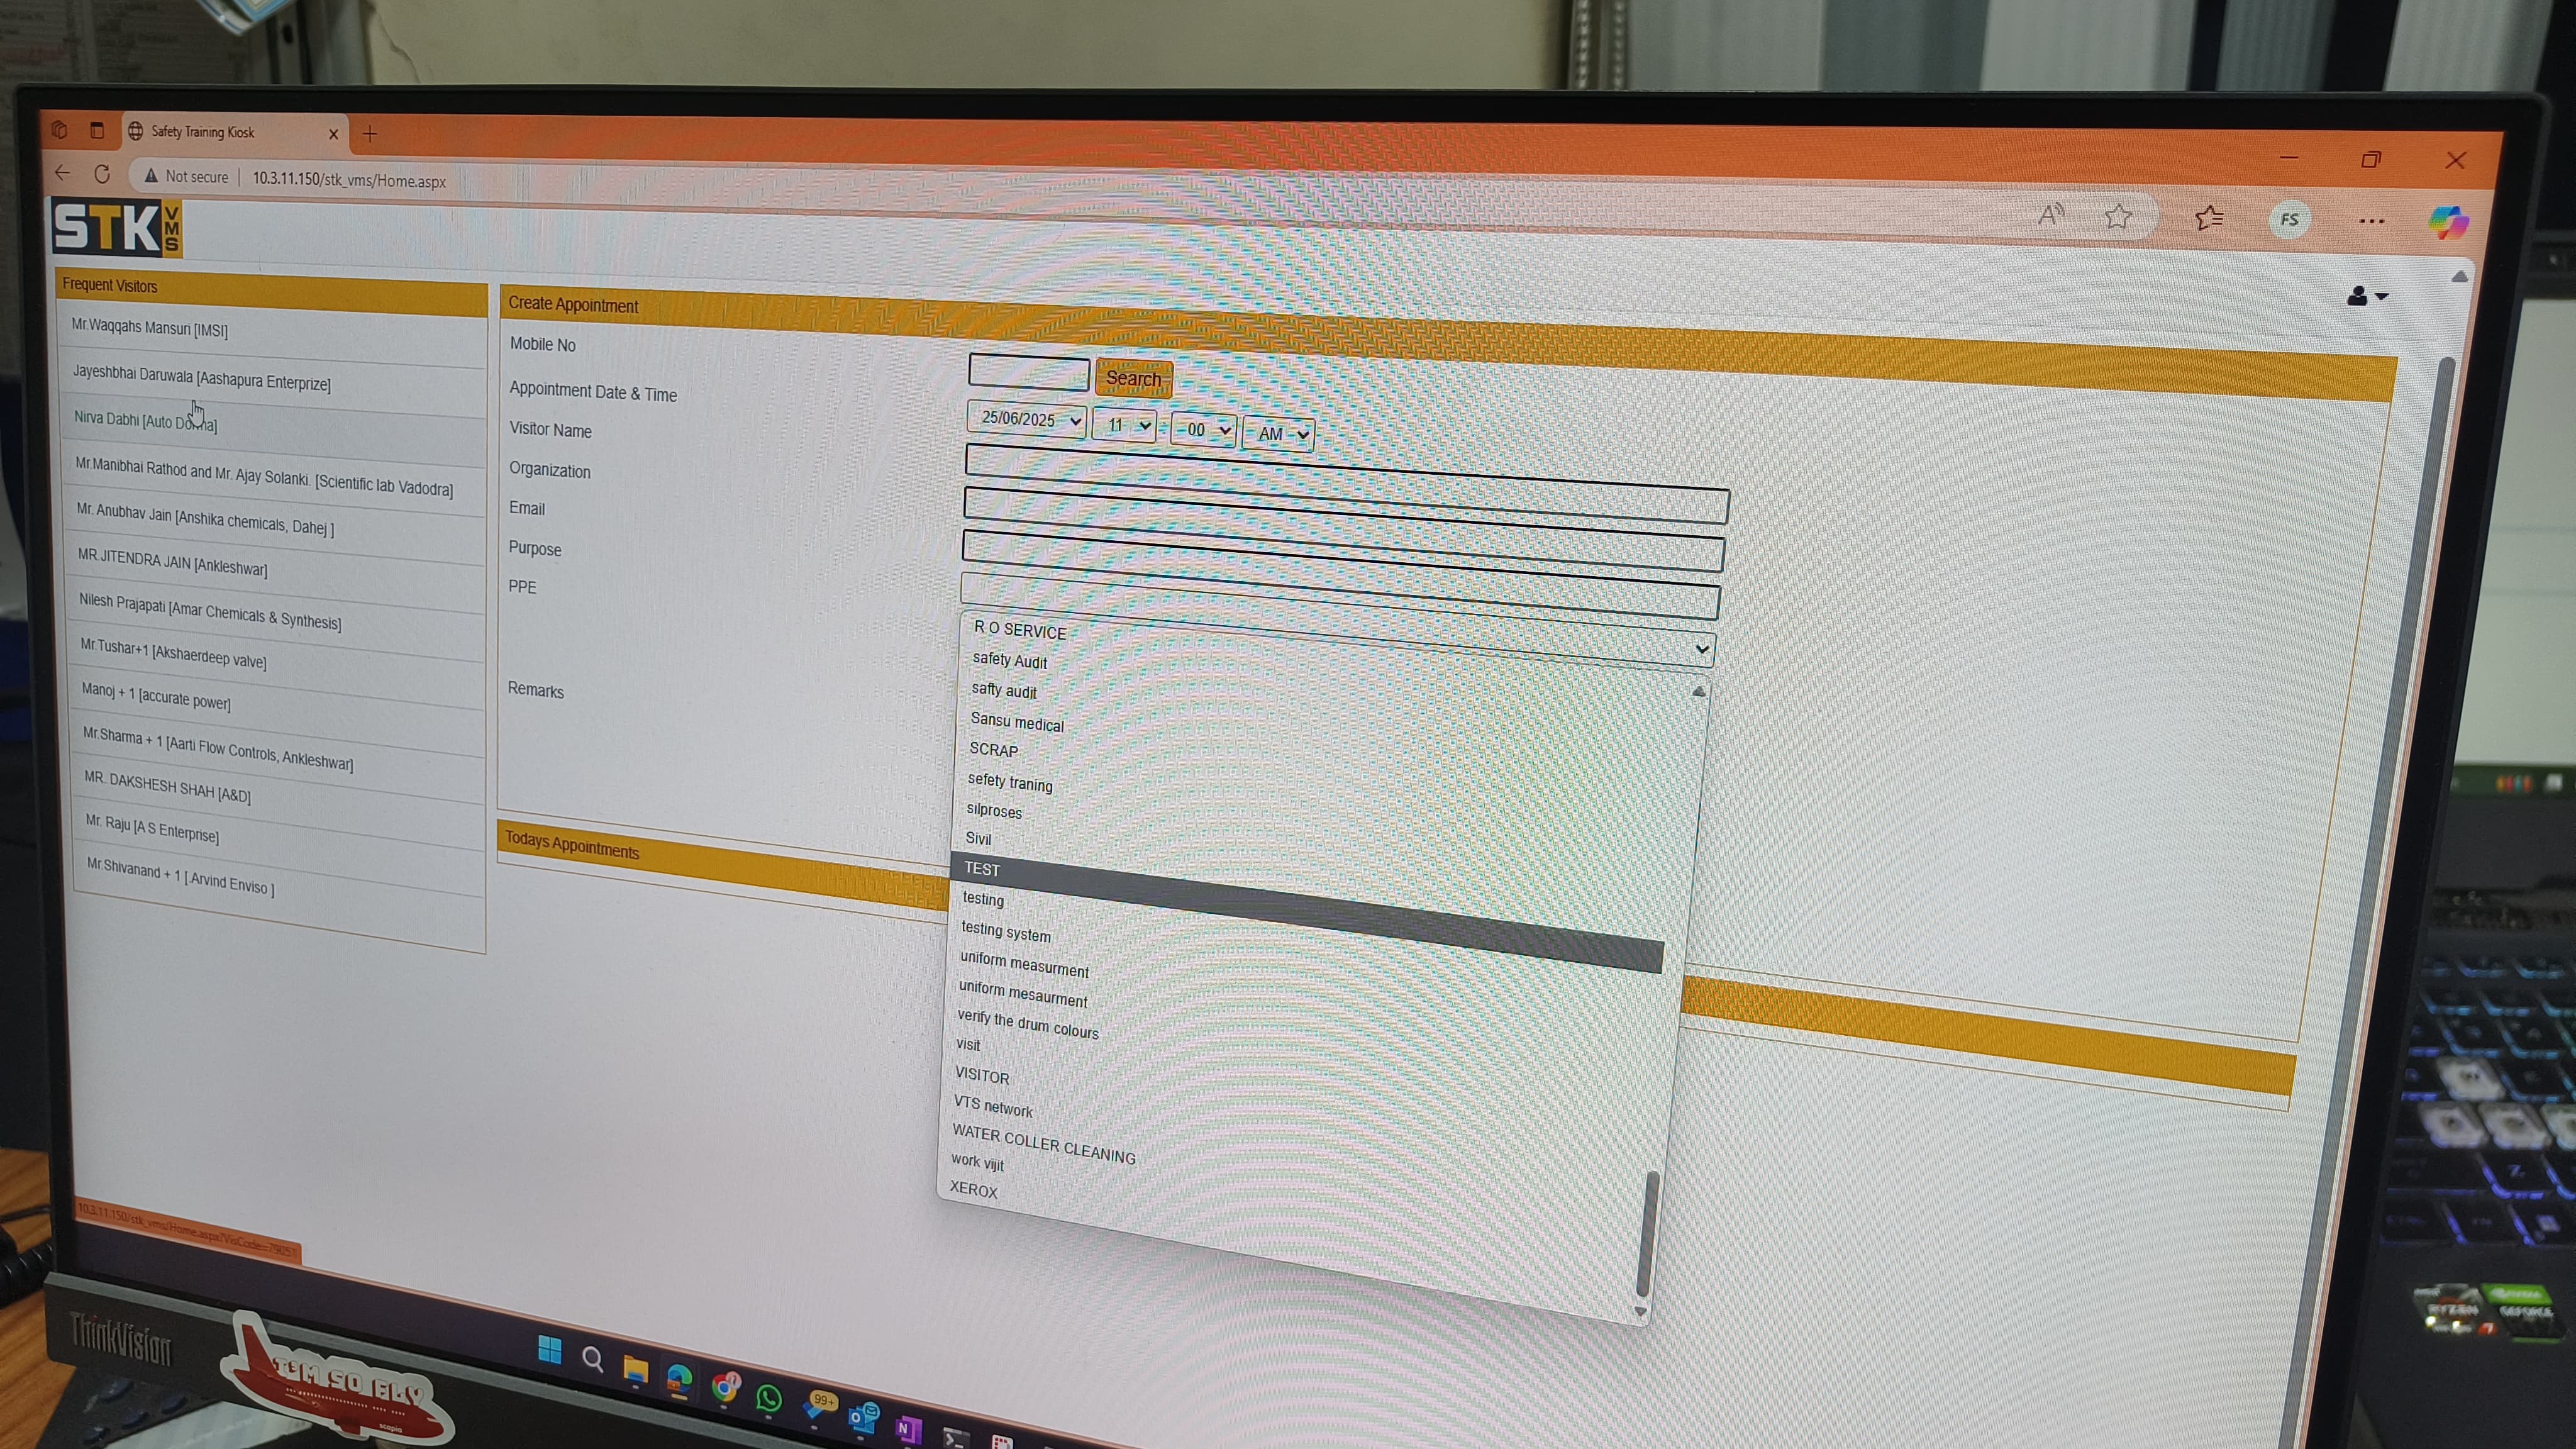 Safety Training Kiosk
Not secure
10.3.11.150/stk_vms/Home.aspx
FS
STK VMS
Frequent Visitors
Mr.Waqqahs Mansuri [IMSI]
Jayeshbhai Daruwala [Aashapura Enterprize]
Nirva Dabhi [Auto
Mr.Manibhai Rathod and Mr. Ajay Solanki. [Scientific lab Vadodra]
Mr. Anubhav Jain [Anshika chemicals, Dahej ]
MR.JITENDRA JAIN [Ankleshwar]
Nilesh Prajapati [Amar Chemicals & Synthesis]
Mr.Tushar+1 [Akshaerdeep valve]
Manoj + 1 [accurate power]
Mr.Sharma + 1 [Aarti Flow Controls, Ankleshwar]
MR. DAKSHESH SHAH [A&D]
Mr. Raju [A S Enterprise]
Mr.Shivanand + 1 [.Arvind Enviso ]
Create Appointment
Mobile No
Search
Appointment Date & Time
25/06/2025 11 : 00 AM
Visitor Name
Organization
Email
Purpose
PPE
Remarks
R O SERVICE
safety Audit
safty audit
Sansu medical
SCRAP
sefety traning
silproses
Sivil
TEST
testing
testing system
uniform measurment
uniform mesaurment
verify the drum colours
visit
VISITOR
VTS network
WATER COLLER CLEANING
work vijit
XEROX
Todays Appointments
99+
ThinkVision
SO FLY
scapia
RYZEN 7
GEFORCE